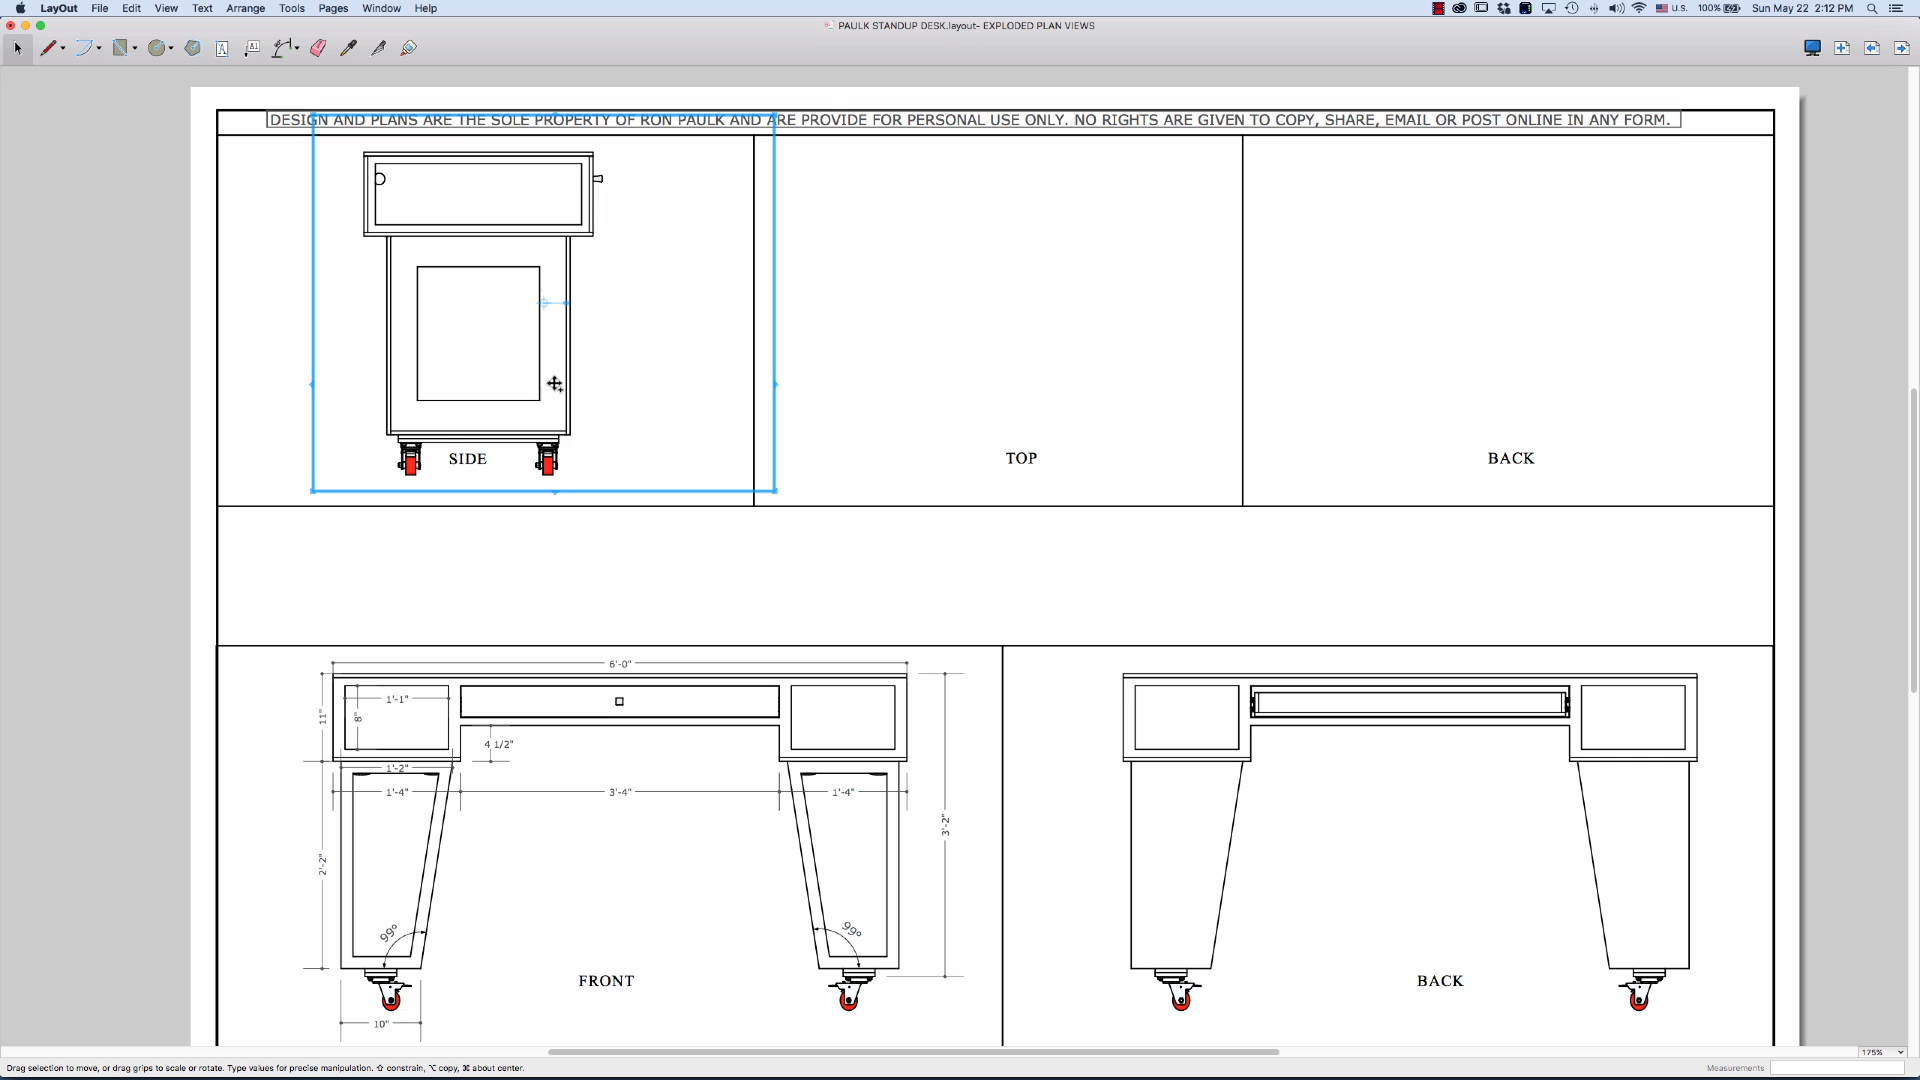 LayOut File Edit View Text Arrange Tools Pages Window Help U.S. 100% Sun May 22 2:12 PM
PAULK STANDUP DESK.layout- EXPLODED PLAN VIEWS
A A1
DESIGN AND PLANS ARE THE SOLE PROPERTY OF RON PAULK AND ARE PROVIDE FOR PERSONAL USE ONLY. NO RIGHTS ARE GIVEN TO COPY, SHARE, EMAIL OR POST ONLINE IN ANY FORM.
SIDE TOP BACK
6'-0"
1'-1"
11" 8"
4 1/2"
1'-2"
1'-4" 3'-4" 1'-4"
3'-2"
2'-2"
99° 99°
FRONT BACK
10"
175%
Drag selection to move, or drag grips to scale or rotate. Type values for precise manipulation. ⇧ constrain, ⌥ copy, ⌘ about center. Measurements